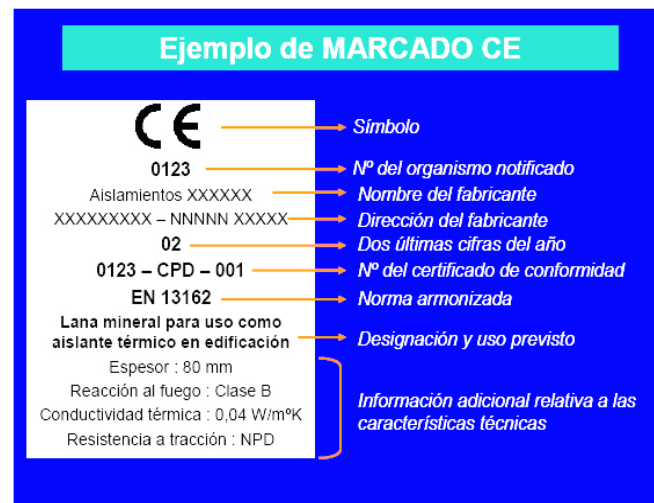 Ejemplo de MARCADO CE
CE
Símbolo
0123
Nº del organismo notificado
Aislamientos XXXXXX
Nombre del fabricante
XXXXXXXXX – NNNNN XXXXX
Dirección del fabricante
02
Dos últimas cifras del año
0123 – CPD – 001
Nº del certificado de conformidad
EN 13162
Norma armonizada
Lana mineral para uso como
aislante térmico en edificación
Designación y uso previsto
Espesor : 80 mm
Reacción al fuego : Clase B
Conductividad térmica : 0,04 W/mºK
Resistencia a tracción : NPD
Información adicional relativa a las
características técnicas